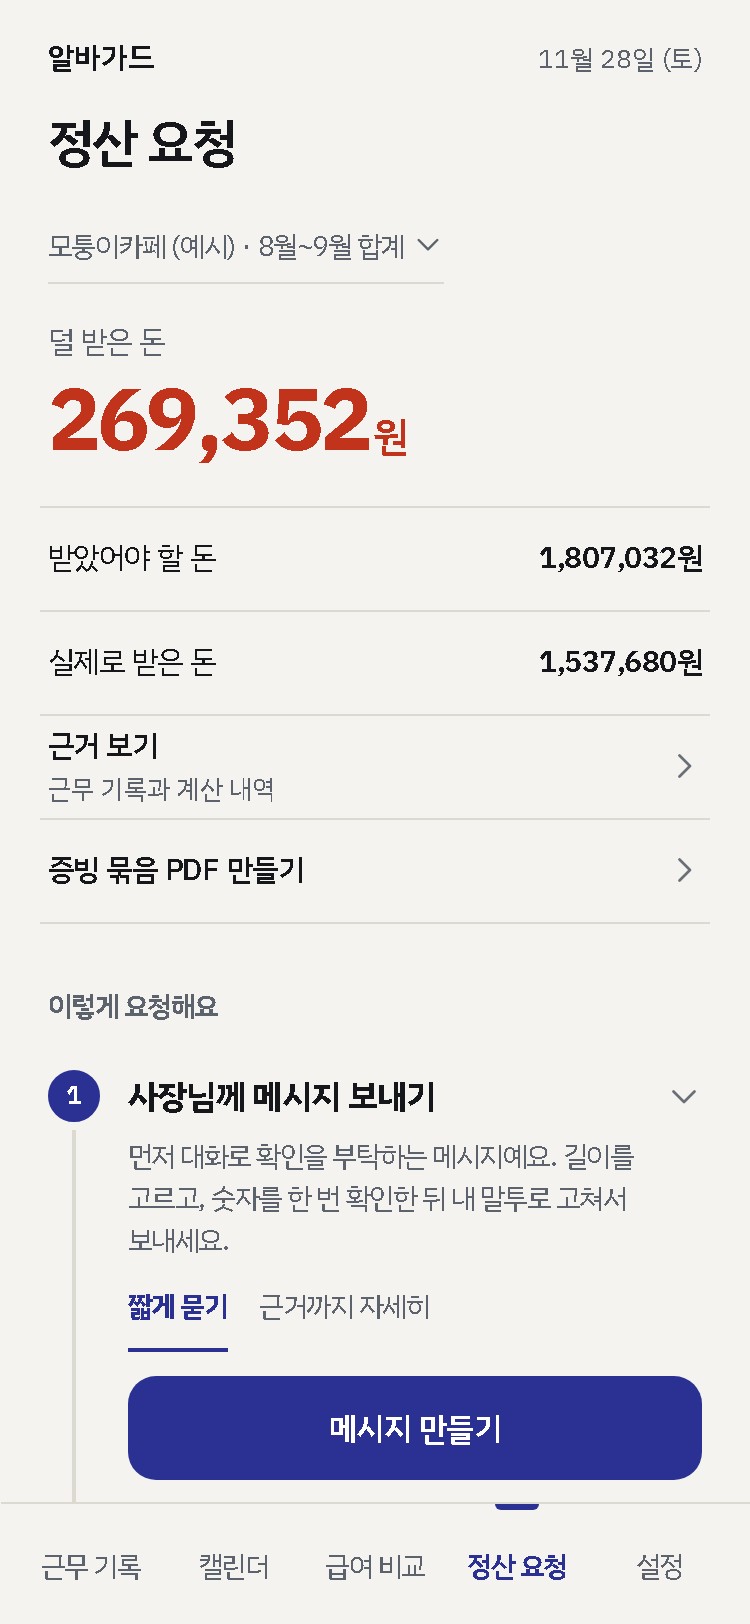 알바가드
11월 28일 (토)
정산 요청
모퉁이카페 (예시) · 8월~9월 합계
덜 받은 돈
269,352원
받았어야 할 돈
1,807,032원
실제로 받은 돈
1,537,680원
근거 보기
근무 기록과 계산 내역
증빙 묶음 PDF 만들기
이렇게 요청해요
1
사장님께 메시지 보내기
먼저 대화로 확인을 부탁하는 메시지예요. 길이를
고르고, 숫자를 한 번 확인한 뒤 내 말투로 고쳐서
보내세요.
짧게 묻기
근거까지 자세히
메시지 만들기
근무 기록
캘린더
급여 비교
정산 요청
설정